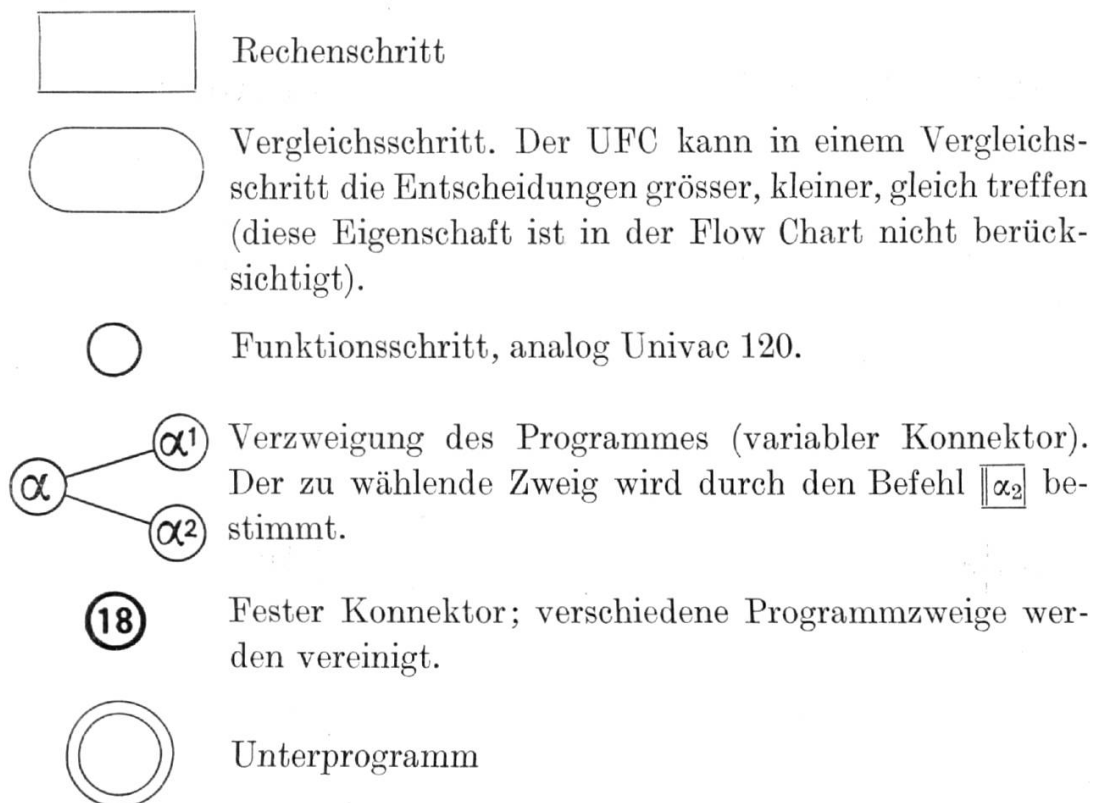 Rechenschritt
Vergleichsschritt. Der UFC kann in einem Vergleichs-
schritt die Entscheidungen grösser, kleiner, gleich treffen
(diese Eigenschaft ist in der Flow Chart nicht berück-
sichtigt).
Funktionsschritt, analog Univac 120.
α α1 α2
Verzweigung des Programmes (variabler Konnektor).
Der zu wählende Zweig wird durch den Befehl ‖α₂ be-
stimmt.
18 Fester Konnektor; verschiedene Programmzweige wer-
den vereinigt.
Unterprogramm